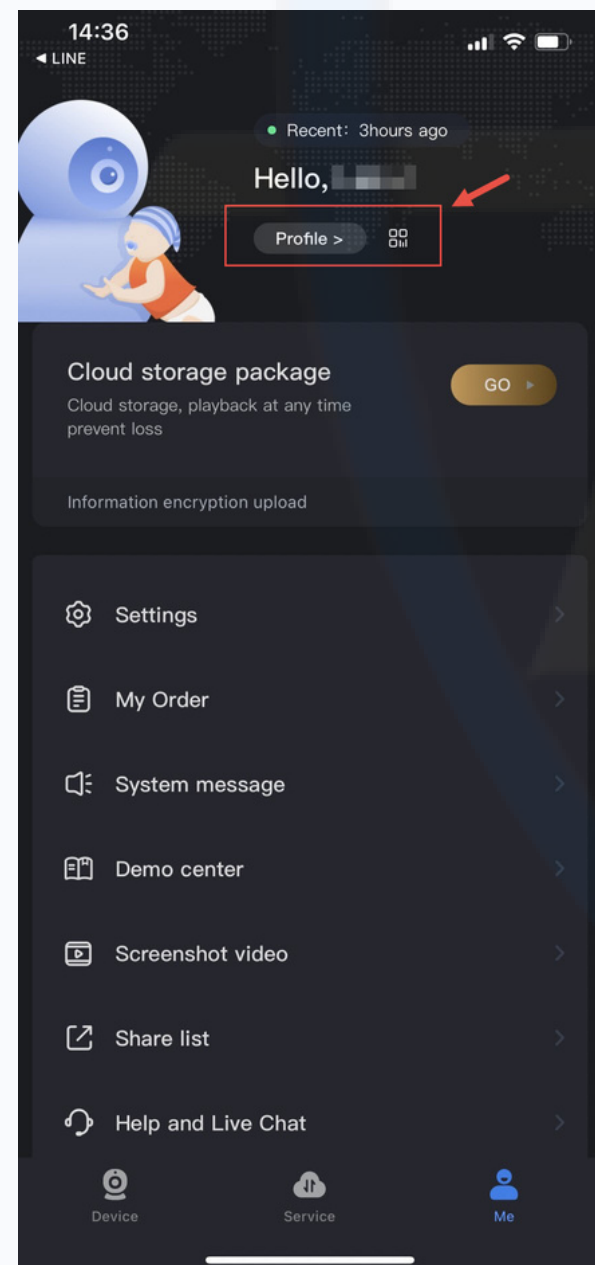 14:36
◀ LINE
Recent: 3hours ago
Hello,
Profile >
Cloud storage package
Cloud storage, playback at any time
prevent loss
GO
Information encryption upload
Settings
My Order
System message
Demo center
Screenshot video
Share list
Help and Live Chat
Device
Service
Me